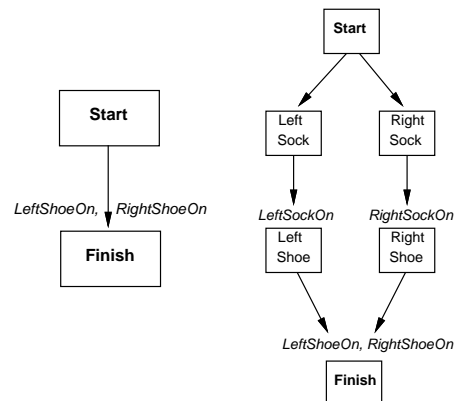 Start
LeftShoeOn, RightShoeOn
Finish
Start
Left
Sock
Right
Sock
LeftSockOn
RightSockOn
Left
Shoe
Right
Shoe
LeftShoeOn, RightShoeOn
Finish